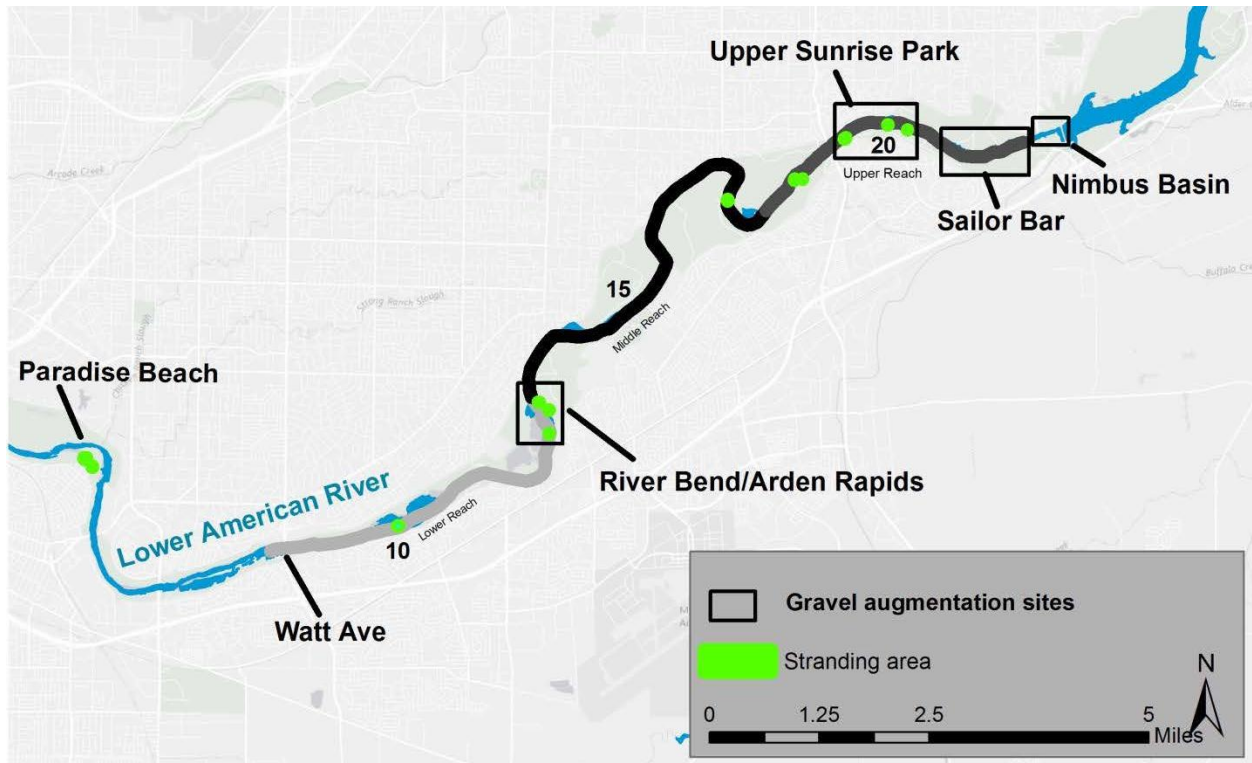 Upper Sunrise Park
20
Upper Reach
Nimbus Basin
Sailor Bar
Arcade Creek
Buffalo Cre
15
Middle Reach
Paradise Beach
River Bend/Arden Rapids
Lower American River
Lower Reach
10
Watt Ave
Gravel augmentation sites
Stranding area
N
0 1.25 2.5 5
Miles